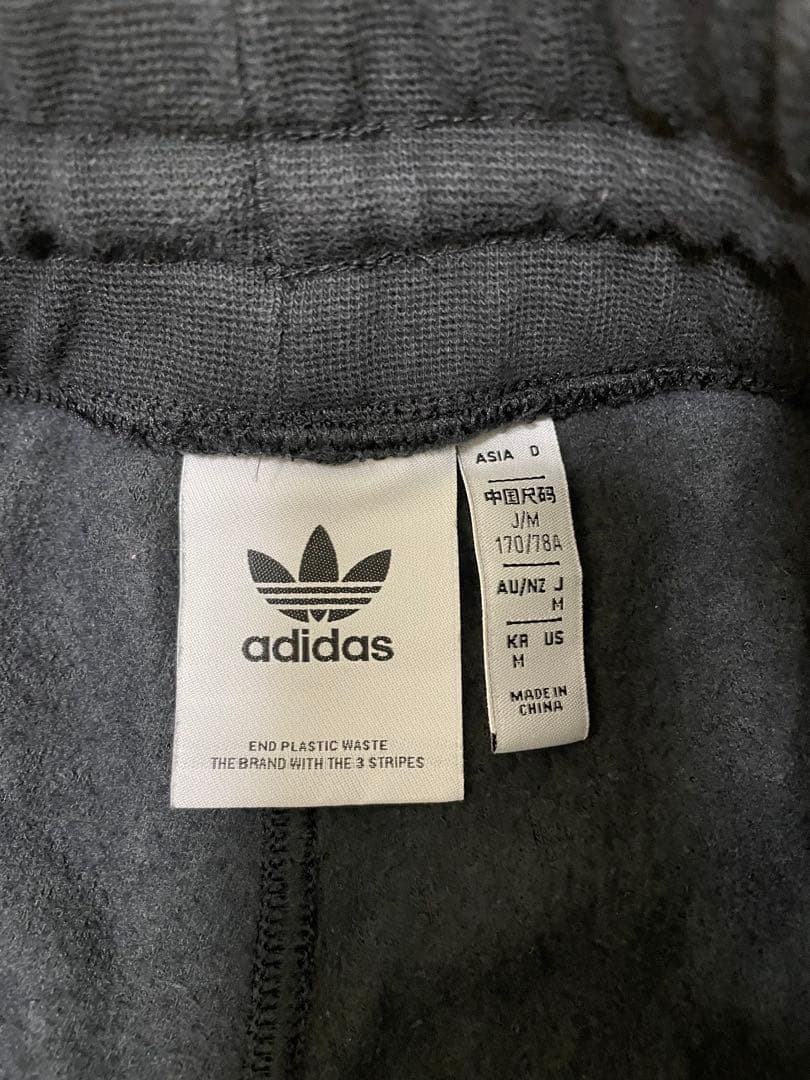 adidas
END PLASTIC WASTE
THE BRAND WITH THE 3 STRIPES
ASIA D
中国尺码
J/M
170/78A
AU/NZ J
M
KR US
M
MADE IN
CHINA